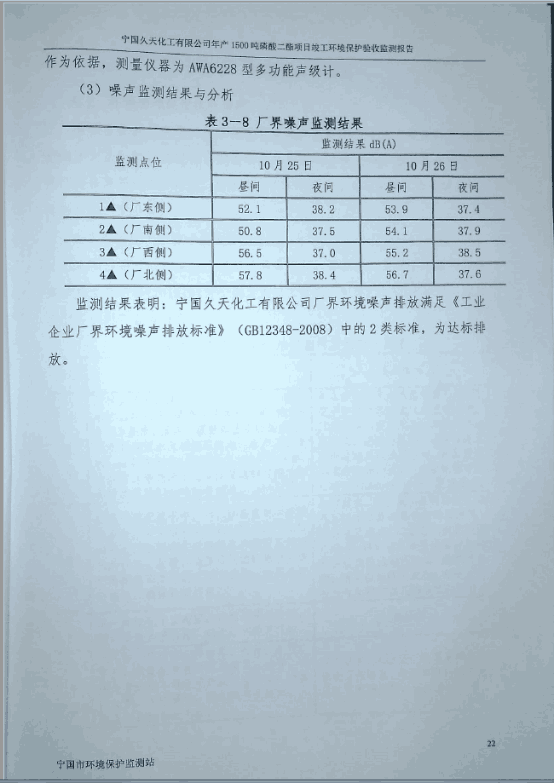 宁国久天化工有限公司年产1500吨磷酸二酯项目竣工环境保护验收监测报告
作为依据，测量仪器为AWA6228型多功能声级计。
（3）噪声监测结果与分析
表3—8 厂界噪声监测结果
监测点位 监测结果dB(A)
10月25日 10月26日
昼间 夜间 昼间 夜间
1▲（厂东侧） 52.1 38.2 53.9 37.4
2▲（厂南侧） 50.8 37.5 54.1 37.9
3▲（厂西侧） 56.5 37.0 55.2 38.5
4▲（厂北侧） 57.8 38.4 56.7 37.6
监测结果表明：宁国久天化工有限公司厂界环境噪声排放满足《工业
企业厂界环境噪声排放标准》（GB12348-2008）中的2类标准，为达标排
放。
22
宁国市环境保护监测站